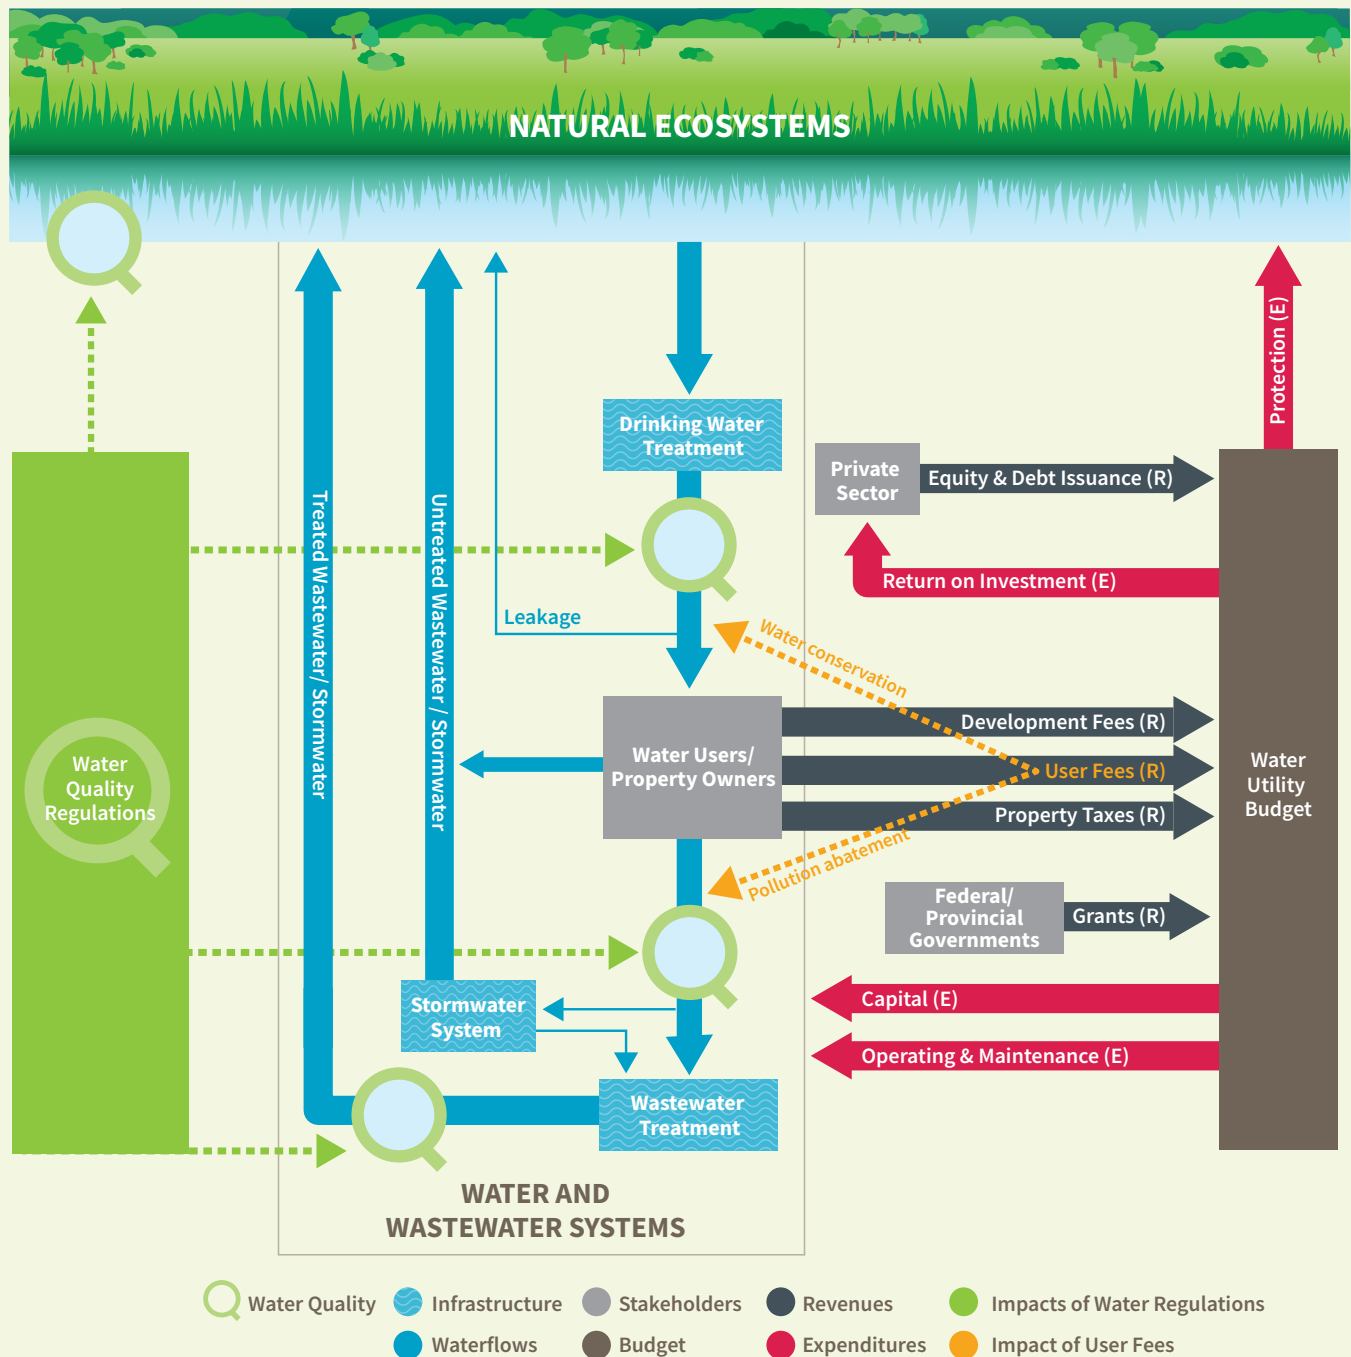 NATURAL ECOSYSTEMS
Protection (E)
Drinking Water
Treatment
Private
Sector
Equity & Debt Issuance (R)
Return on Investment (E)
Treated Wastewater/ Stormwater
Untreated Wastewater / Stormwater
Leakage
Water conservation
Water
Quality
Regulations
Water Users/
Property Owners
Development Fees (R)
User Fees (R)
Property Taxes (R)
Water
Utility
Budget
Pollution abatement
Federal/
Provincial
Governments
Grants (R)
Capital (E)
Operating & Maintenance (E)
Stormwater
System
Wastewater
Treatment
WATER AND
WASTEWATER SYSTEMS
Water Quality
Infrastructure
Stakeholders
Revenues
Impacts of Water Regulations
Waterflows
Budget
Expenditures
Impact of User Fees